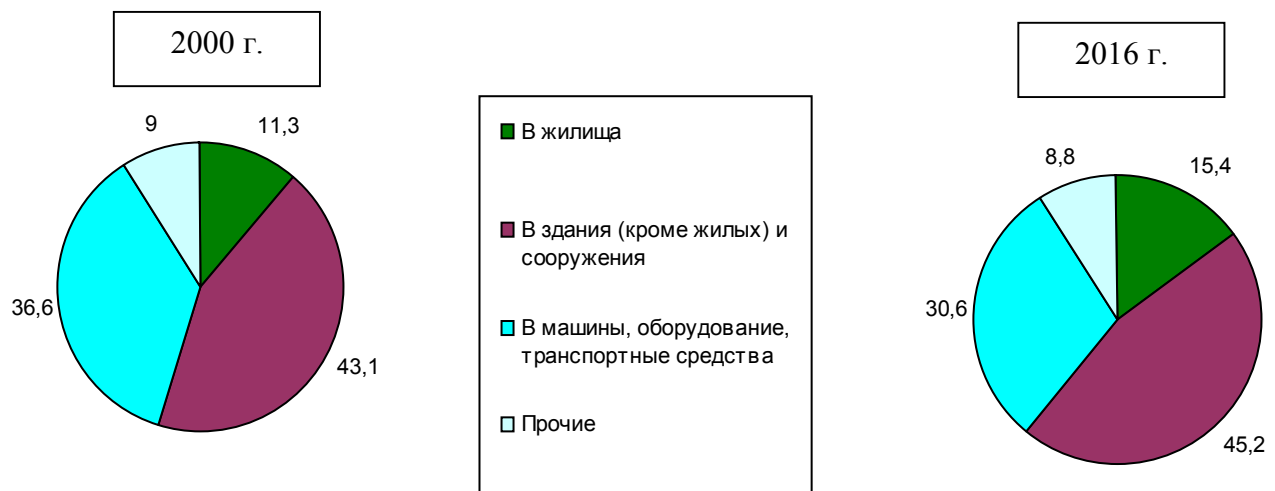 2000 г.
2016 г.
9
11,3
36,6
43,1
В жилища
В здания (кроме жилых) и
сооружения
В машины, оборудование,
транспортные средства
Прочие
8,8
15,4
30,6
45,2